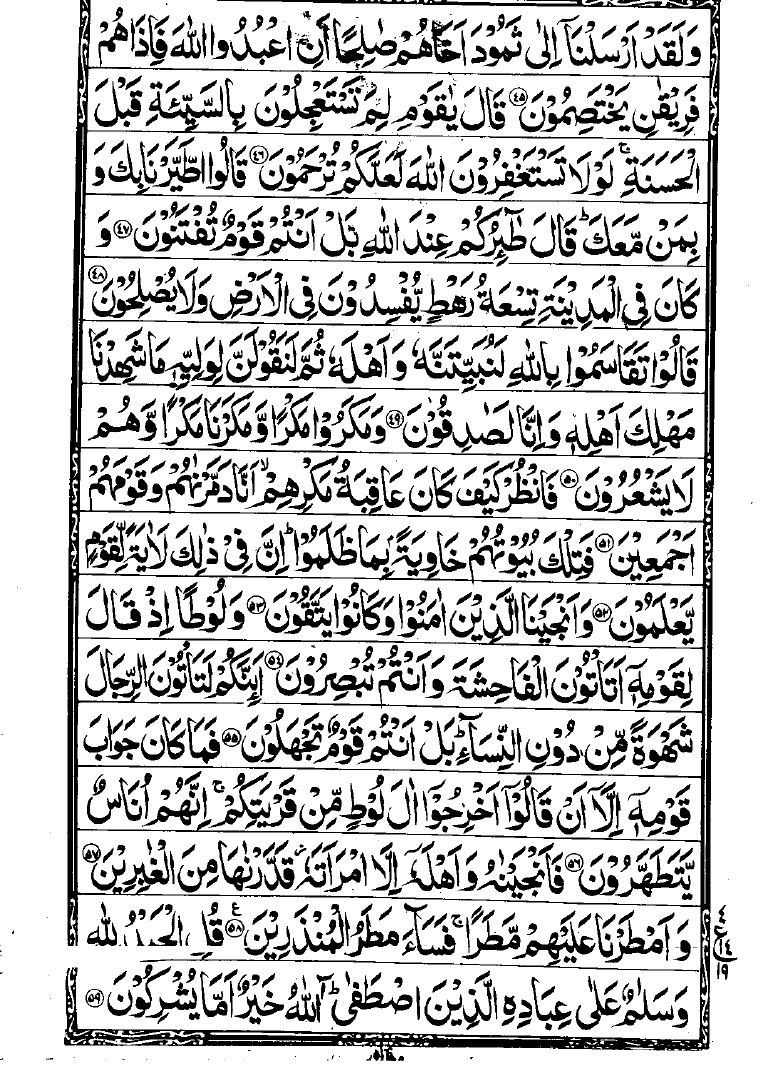 وَلَقَدْ اَرْسَلْنَاۤ اِلٰى ثَمُوْدَ اَخَاهُمْ صٰلِحًا اَنِ اعْبُدُوا اللّٰهَ فَاِذَا هُمْ
فَرِيْقٰنِ يَخْتَصِمُوْنَ ﴿۴۵﴾ قَالَ يٰقَوْمِ لِمَ تَسْتَعْجِلُوْنَ بِالسَّيِّئَةِ قَبْلَ
الْحَسَنَةِ ۚ لَوْ لَا تَسْتَغْفِرُوْنَ اللّٰهَ لَعَلَّكُمْ تُرْحَمُوْنَ ﴿۴۶﴾ قَالُوا اطَّيَّرْنَا بِكَ وَ
بِمَنْ مَّعَكَ ؕ قَالَ طٰٓئِرُكُمْ عِنْدَ اللّٰهِ بَلْ اَنْتُمْ قَوْمٌ تُفْتَنُوْنَ ﴿۴۷﴾ وَ
كَانَ فِى الْمَدِيْنَةِ تِسْعَةُ رَهْطٍ يُّفْسِدُوْنَ فِى الْاَرْضِ وَلَا يُصْلِحُوْنَ ﴿۴۸﴾
قَالُوْا تَقَاسَمُوْا بِاللّٰهِ لَنُبَيِّتَنَّهٗ وَاَهْلَهٗ ثُمَّ لَنَقُوْلَنَّ لِوَلِيِّهٖ مَا شَهِدْنَا
مَهْلِكَ اَهْلِهٖ وَاِنَّا لَصٰدِقُوْنَ ﴿۴۹﴾ وَمَكَرُوْا مَكْرًا وَّمَكَرْنَا مَكْرًا وَّهُمْ
لَا يَشْعُرُوْنَ ﴿۵۰﴾ فَانْظُرْ كَيْفَ كَانَ عَاقِبَةُ مَكْرِهِمْ ۙ اَنَّا دَمَّرْنٰهُمْ وَقَوْمَهُمْ
اَجْمَعِيْنَ ﴿۵۱﴾ فَتِلْكَ بُيُوْتُهُمْ خَاوِيَةًۢ بِمَا ظَلَمُوْا ؕ اِنَّ فِىْ ذٰلِكَ لَاٰيَةً لِّقَوْمٍ
يَّعْلَمُوْنَ ﴿۵۲﴾ وَاَنْجَيْنَا الَّذِيْنَ اٰمَنُوْا وَكَانُوْا يَتَّقُوْنَ ﴿۵۳﴾ وَلُوْطًا اِذْ قَالَ
لِقَوْمِهٖۤ اَتَاْتُوْنَ الْفَاحِشَةَ وَاَنْتُمْ تُبْصِرُوْنَ ﴿۵۴﴾ اَئِنَّكُمْ لَتَاْتُوْنَ الرِّجَالَ
شَهْوَةً مِّنْ دُوْنِ النِّسَآءِ ؕ بَلْ اَنْتُمْ قَوْمٌ تَجْهَلُوْنَ ﴿۵۵﴾ فَمَا كَانَ جَوَابَ
قَوْمِهٖۤ اِلَّاۤ اَنْ قَالُوْۤا اَخْرِجُوْۤا اٰلَ لُوْطٍ مِّنْ قَرْيَتِكُمْ ۚ اِنَّهُمْ اُنَاسٌ
يَّتَطَهَّرُوْنَ ﴿۵۶﴾ فَاَنْجَيْنٰهُ وَاَهْلَهٗۤ اِلَّا امْرَاَتَهٗ ؗ قَدَّرْنٰهَا مِنَ الْغٰبِرِيْنَ ﴿۵۷﴾
وَاَمْطَرْنَا عَلَيْهِمْ مَّطَرًا ۚ فَسَآءَ مَطَرُ الْمُنْذَرِيْنَ ﴿۵۸﴾ۧ قُلِ الْحَمْدُ لِلّٰهِ
وَسَلٰمٌ عَلٰى عِبَادِهِ الَّذِيْنَ اصْطَفٰى ؕ آٰللّٰهُ خَيْرٌ اَمَّا يُشْرِكُوْنَ ﴿۵۹﴾